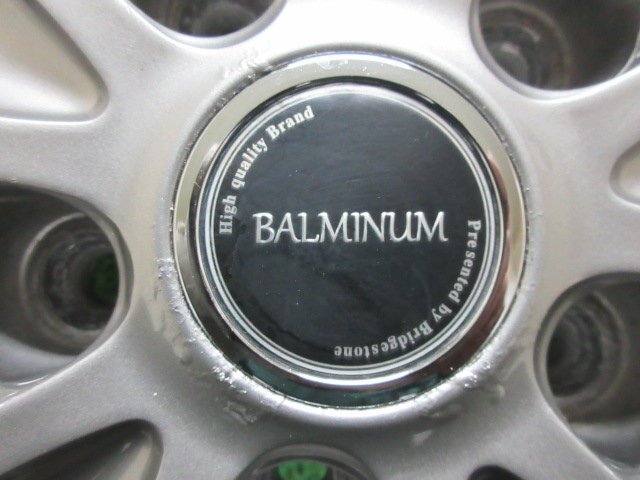 High quality Brand
BALMINUM
Presented by Bridgestone